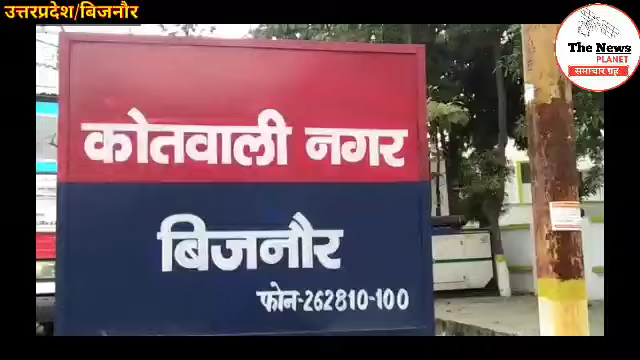 उत्तरप्रदेश/बिजनौर
The News
PLANET
समाचार ग्रह
कोतवाली नगर
बिजनौर
फोन-262810-100